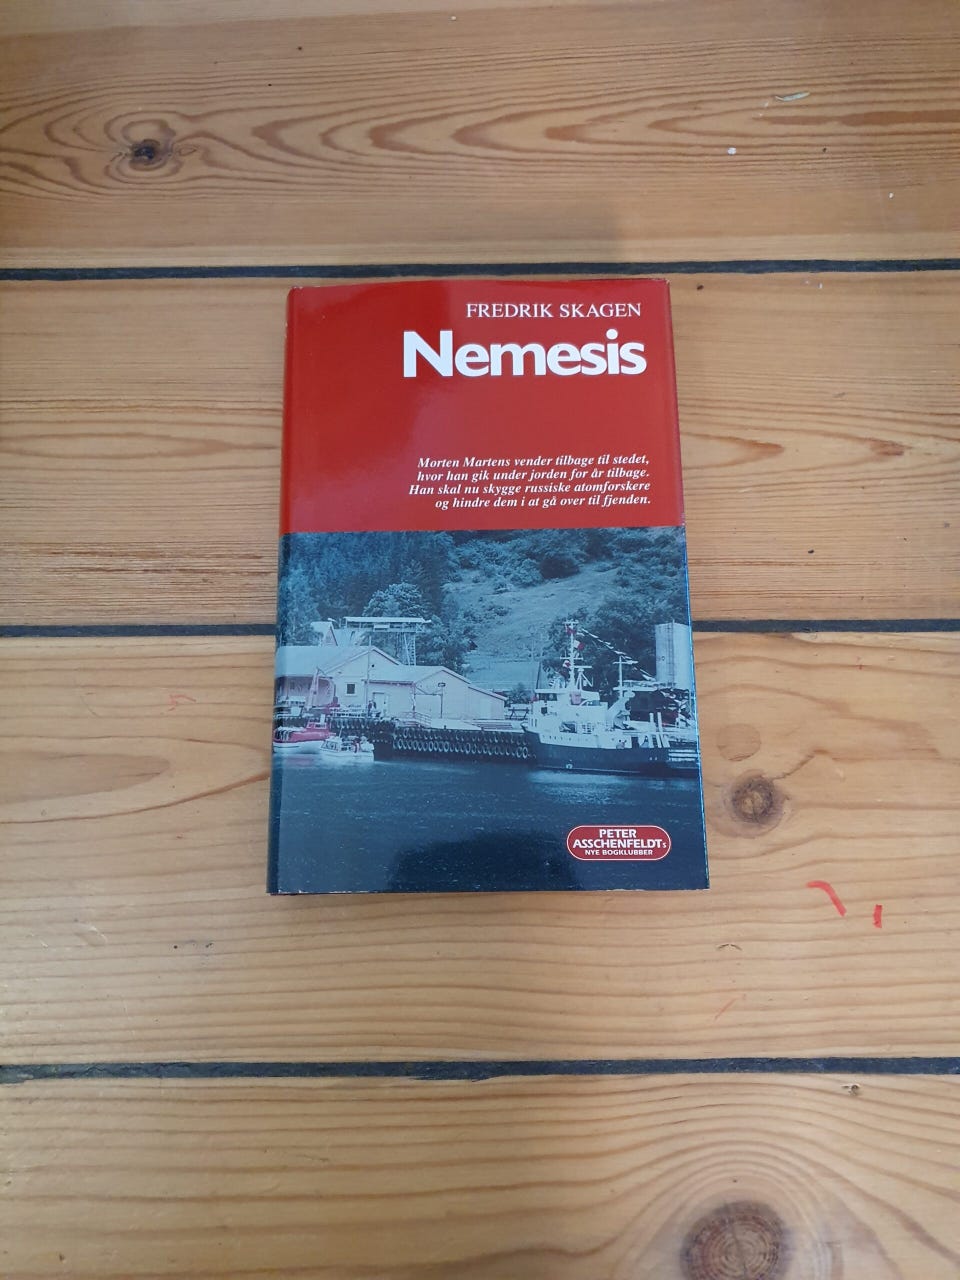 FREDRIK SKAGEN
Nemesis
Morten Martens vender tilbage til stedet,
hvor han gik under jorden for år tilbage.
Han skal nu skygge russiske atomforskere
og hindre dem i at gå over til fjenden.
PETER
ASSCHENFELDTs
NYE BOGKLUBBER